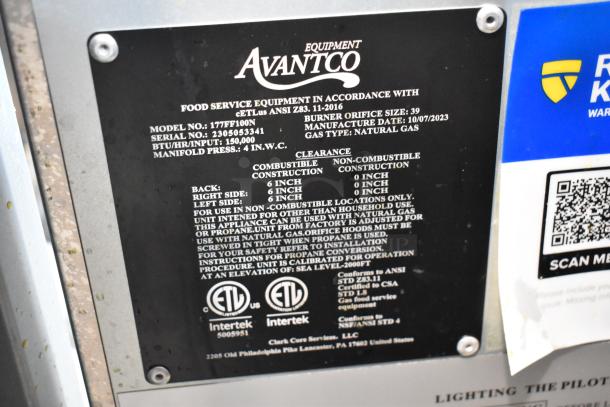 EQUIPMENT
AVANTCO
FOOD SERVICE EQUIPMENT IN ACCORDANCE WITH
cETLus ANSI Z83. 11-2016
MODEL NO.: 177FF100N
BURNER ORIFICE SIZE: 39
SERIAL NO.: 2305053341
MANUFACTURE DATE: 10/07/2023
BTU/HR/INPUT: 150,000
GAS TYPE: NATURAL GAS
MANIFOLD PRESS.: 4 IN.W.C.
CLEARANCE
COMBUSTIBLE NON-COMBUSTIBLE
CONSTRUCTION CONSTRUCTION
BACK: 6 INCH 0 INCH
RIGHT SIDE: 6 INCH 0 INCH
LEFT SIDE: 6 INCH 0 INCH
FOR USE IN NON-COMBUSTIBLE LOCATIONS ONLY.
UNIT INTENDED FOR OTHER THAN HOUSEHOLD USE.
THIS APPLIANCE CAN BE USED WITH NATURAL GAS
OR PROPANE.UNIT FROM FACTORY IS ADJUSTED FOR
USE WITH NATURAL GAS.ORIFICE HOODS MUST BE
SCREWED IN TIGHT WHEN PROPANE IS USED.
FOR YOUR SAFETY REFER TO INSTALLATION
INSTRUCTIONS FOR PROPANE CONVERSION.
PROCEDURE. UNIT IS CALIBRATED FOR OPERATION
AT AN ELEVATION OF: SEA LEVEL-2000FT
C ETL US
Intertek
5005951
ETL
Intertek
Conforms to ANSI
STD Z83.11
Certified to CSA
STD 1.8
Gas food service
equipment
Conforms to
NSF/ANSI STD 4
Clark Core Services, LLC
2205 Old Philadelphia Pike Lancaster, PA 17602 United States
SCAN ME
LIGHTING THE PILOT